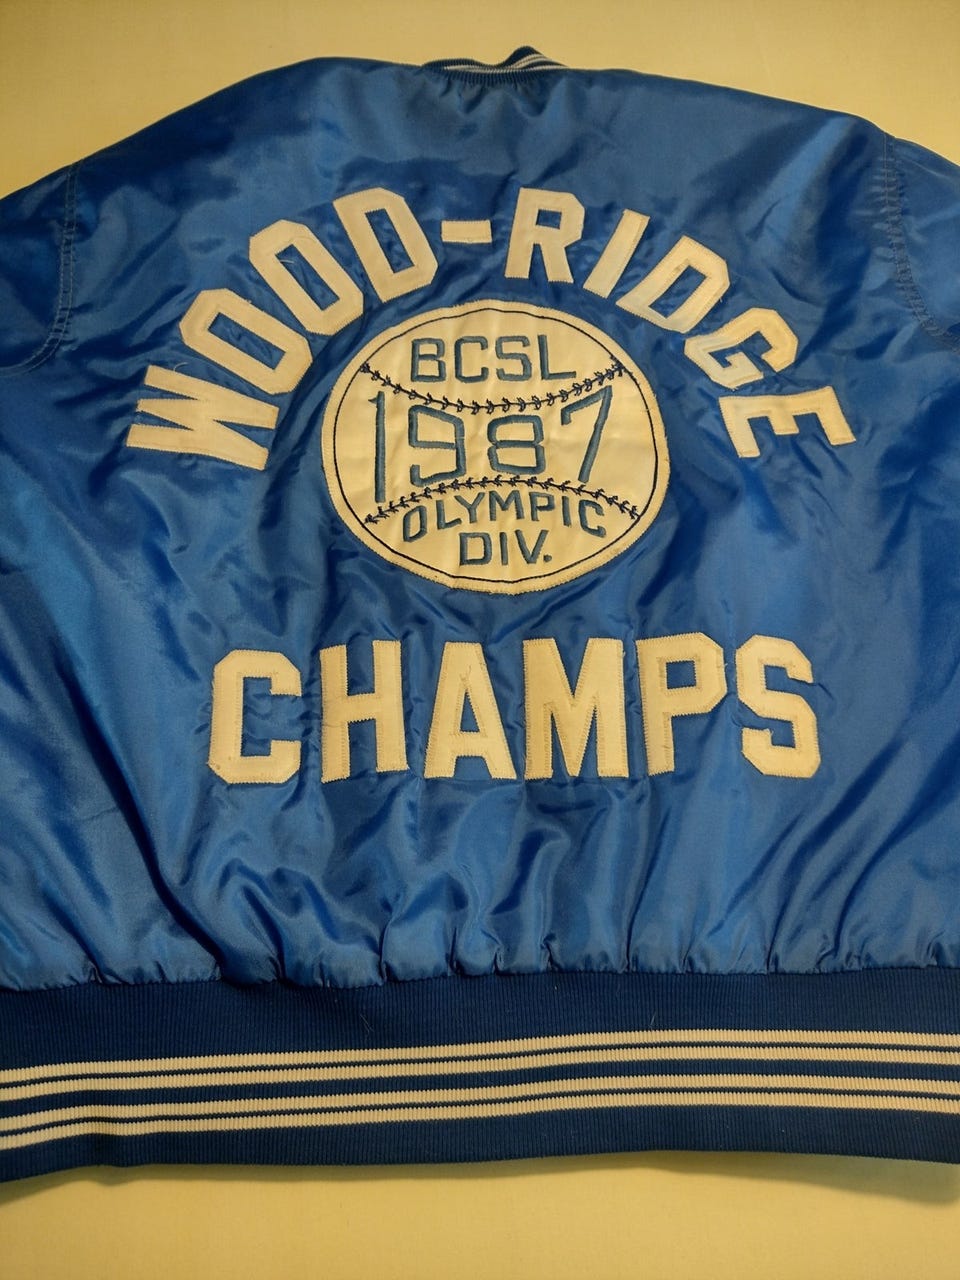 WOOD-RIDGE
BCSL
1987
OLYMPIC
DIV.
CHAMPS